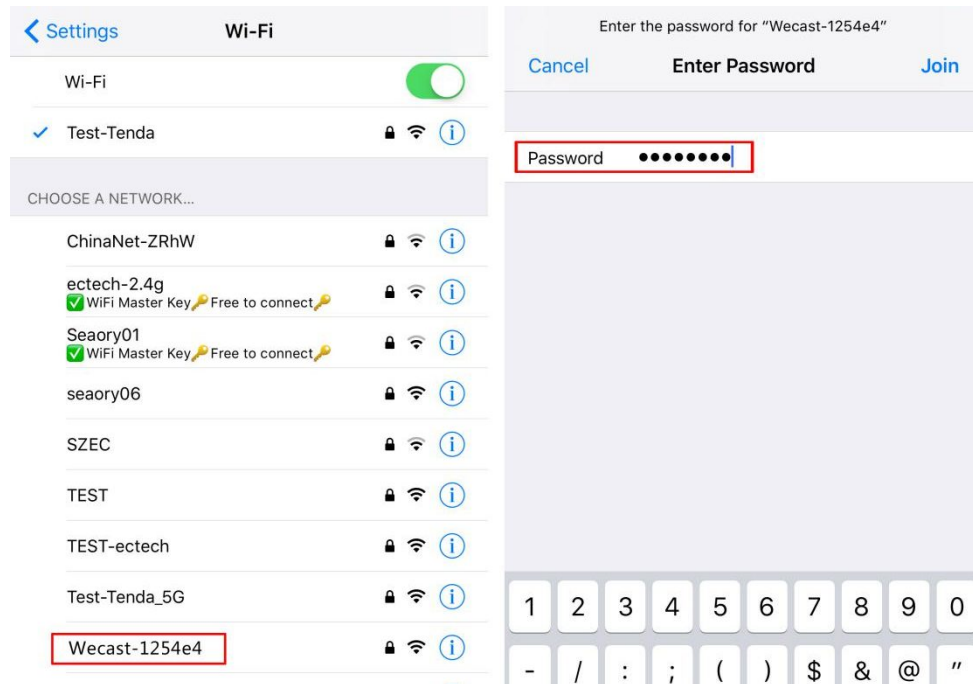 Settings Wi-Fi
Wi-Fi
Test-Tenda
CHOOSE A NETWORK...
ChinaNet-ZRhW
ectech-2.4g
✅WiFi Master Key🔑Free to connect🔑
Seaory01
✅WiFi Master Key🔑Free to connect🔑
seaory06
SZEC
TEST
TEST-ectech
Test-Tenda_5G
Wecast-1254e4
Enter the password for “Wecast-1254e4”
Cancel Enter Password Join
Password ●●●●●●●●
1 2 3 4 5 6 7 8 9 0
- / : ; ( ) $ & @ "